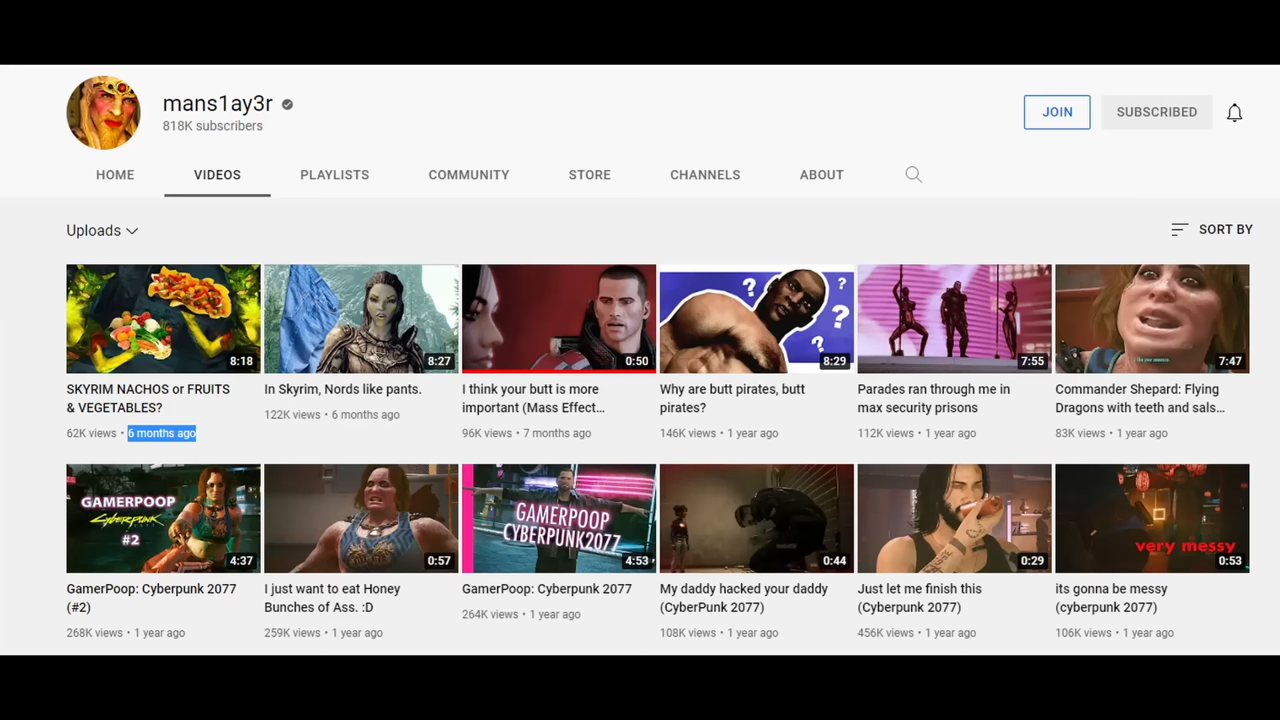 mans1ay3r
818K subscribers
JOIN
SUBSCRIBED
HOME
VIDEOS
PLAYLISTS
COMMUNITY
STORE
CHANNELS
ABOUT
Uploads
SORT BY
8:18
8:27
0:50
? ? ? ?
8:29
7:55
7:47
SKYRIM NACHOS or FRUITS
& VEGETABLES?
62K views • 6 months ago
In Skyrim, Nords like pants.
122K views • 6 months ago
I think your butt is more
important (Mass Effect...
96K views • 7 months ago
Why are butt pirates, butt
pirates?
146K views • 1 year ago
Parades ran through me in
max security prisons
112K views • 1 year ago
Commander Shepard: Flying
Dragons with teeth and sals...
83K views • 1 year ago
GAMERPOOP
Cyberpunk
#2
4:37
0:57
GAMERPOOP
CYBERPUNK2077
4:53
0:44
0:29
very messy
0:53
GamerPoop: Cyberpunk 2077
(#2)
268K views • 1 year ago
I just want to eat Honey
Bunches of Ass. :D
259K views • 1 year ago
GamerPoop: Cyberpunk 2077
264K views • 1 year ago
My daddy hacked your daddy
(CyberPunk 2077)
108K views • 1 year ago
Just let me finish this
(Cyberpunk 2077)
456K views • 1 year ago
its gonna be messy
(cyberpunk 2077)
106K views • 1 year ago